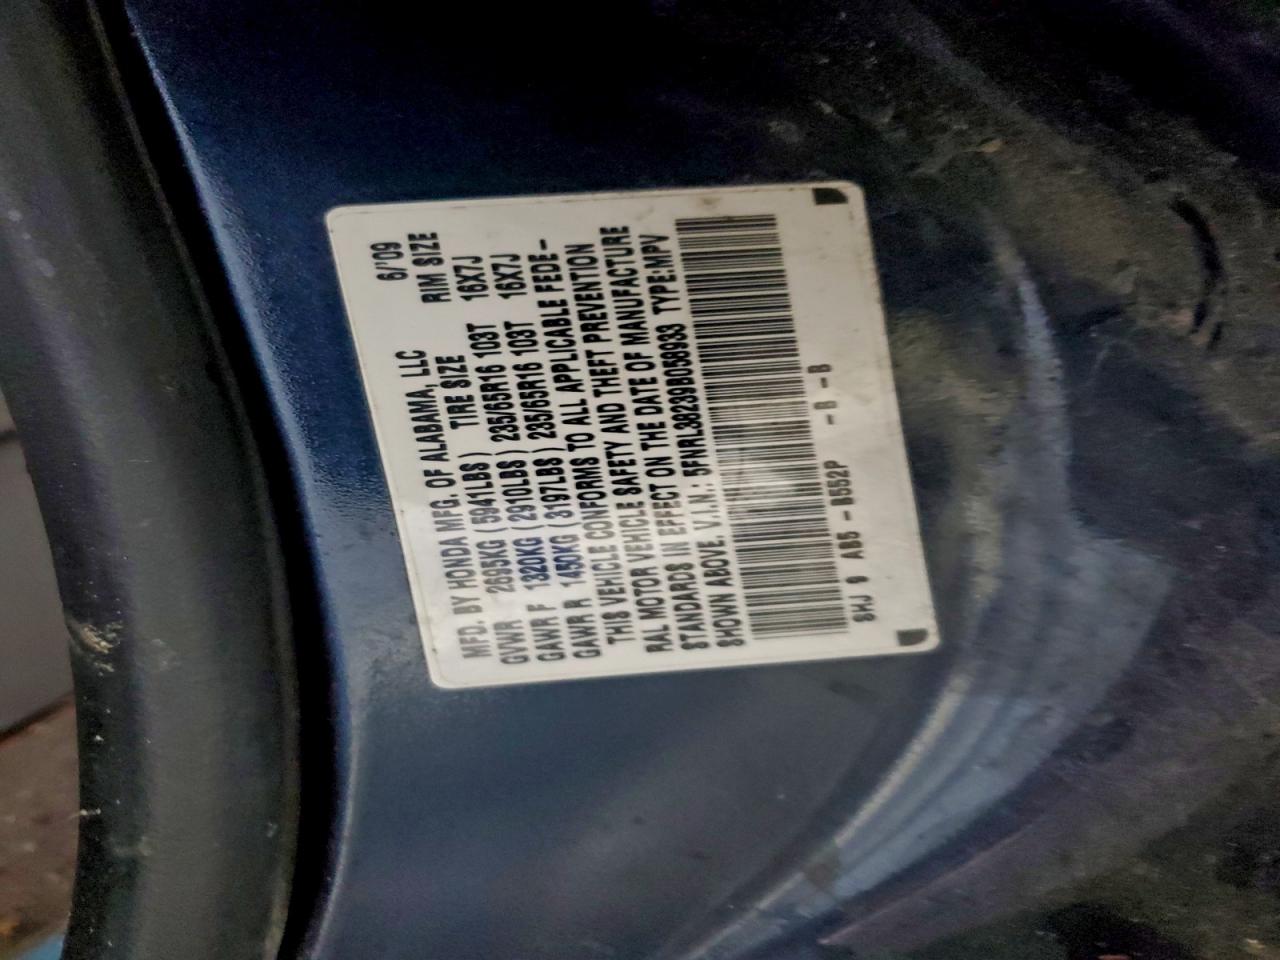 MFD. BY HONDA MFG. OF ALABAMA, LLC 6/'09
GVWR 2695KG (5941LBS) TIRE SIZE RIM SIZE
GAWR F 1320KG (2910LBS) 235/65R16 103T 16X7J
GAWR R 1450KG (3197LBS) 235/65R16 103T 16X7J
THIS VEHICLE CONFORMS TO ALL APPLICABLE FEDE-
RAL MOTOR VEHICLE SAFETY AND THEFT PREVENTION
STANDARDS IN EFFECT ON THE DATE OF MANUFACTURE
SHOWN ABOVE. V.I.N.: 5FNRL38239B058933 TYPE:MPV
SHJ 9 AB5 - B552P - B - B